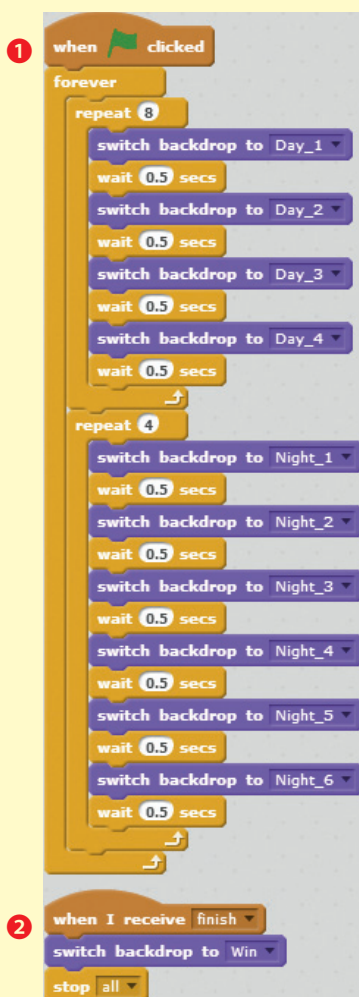 1
when clicked
forever
repeat 8
switch backdrop to Day_1
wait 0.5 secs
switch backdrop to Day_2
wait 0.5 secs
switch backdrop to Day_3
wait 0.5 secs
switch backdrop to Day_4
wait 0.5 secs
repeat 4
switch backdrop to Night_1
wait 0.5 secs
switch backdrop to Night_2
wait 0.5 secs
switch backdrop to Night_3
wait 0.5 secs
switch backdrop to Night_4
wait 0.5 secs
switch backdrop to Night_5
wait 0.5 secs
switch backdrop to Night_6
wait 0.5 secs
2
when I receive finish
switch backdrop to Win
stop all